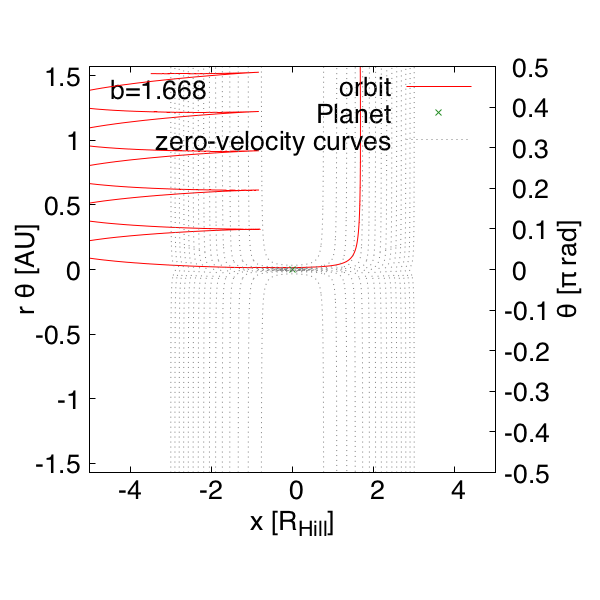 1.5
1
0.5
0
-0.5
-1
-1.5
r θ [AU]
b=1.668
orbit
Planet
zero-velocity curves
0.5
0.4
0.3
0.2
0.1
0
-0.1
-0.2
-0.3
-0.4
-0.5
θ [π rad]
-4 -2 0 2 4
x [R_Hill]